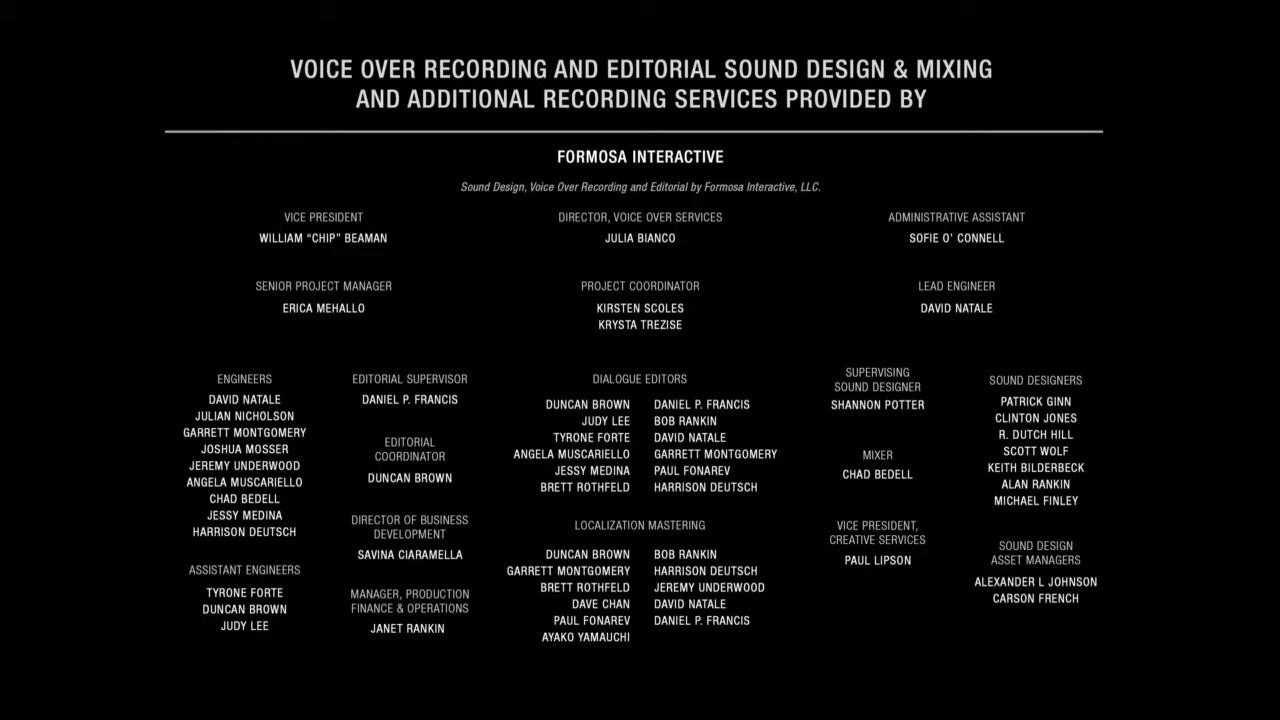 VOICE OVER RECORDING AND EDITORIAL SOUND DESIGN & MIXING
AND ADDITIONAL RECORDING SERVICES PROVIDED BY
FORMOSA INTERACTIVE
Sound Design, Voice Over Recording and Editorial by Formosa Interactive, LLC.
VICE PRESIDENT
WILLIAM “CHIP” BEAMAN
DIRECTOR, VOICE OVER SERVICES
JULIA BIANCO
ADMINISTRATIVE ASSISTANT
SOFIE O' CONNELL
SENIOR PROJECT MANAGER
ERICA MEHALLO
PROJECT COORDINATOR
KIRSTEN SCOLES
KRYSTA TREZISE
LEAD ENGINEER
DAVID NATALE
ENGINEERS
DAVID NATALE
JULIAN NICHOLSON
GARRETT MONTGOMERY
JOSHUA MOSSER
JEREMY UNDERWOOD
ANGELA MUSCARIELLO
CHAD BEDELL
JESSY MEDINA
HARRISON DEUTSCH
ASSISTANT ENGINEERS
TYRONE FORTE
DUNCAN BROWN
JUDY LEE
EDITORIAL SUPERVISOR
DANIEL P. FRANCIS
EDITORIAL
COORDINATOR
DUNCAN BROWN
DIRECTOR OF BUSINESS
DEVELOPMENT
SAVINA CIARAMELLA
MANAGER, PRODUCTION
FINANCE & OPERATIONS
JANET RANKIN
DIALOGUE EDITORS
DUNCAN BROWN DANIEL P. FRANCIS
JUDY LEE BOB RANKIN
TYRONE FORTE DAVID NATALE
ANGELA MUSCARIELLO GARRETT MONTGOMERY
JESSY MEDINA PAUL FONAREV
BRETT ROTHFELD HARRISON DEUTSCH
LOCALIZATION MASTERING
DUNCAN BROWN BOB RANKIN
GARRETT MONTGOMERY HARRISON DEUTSCH
BRETT ROTHFELD JEREMY UNDERWOOD
DAVE CHAN DAVID NATALE
PAUL FONAREV DANIEL P. FRANCIS
AYAKO YAMAUCHI
SUPERVISING
SOUND DESIGNER
SHANNON POTTER
MIXER
CHAD BEDELL
VICE PRESIDENT,
CREATIVE SERVICES
PAUL LIPSON
SOUND DESIGNERS
PATRICK GINN
CLINTON JONES
R. DUTCH HILL
SCOTT WOLF
KEITH BILDERBECK
ALAN RANKIN
MICHAEL FINLEY
SOUND DESIGN
ASSET MANAGERS
ALEXANDER L JOHNSON
CARSON FRENCH